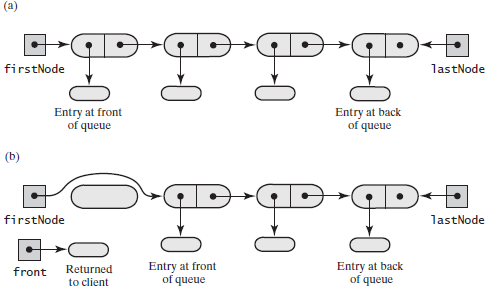 (a)
firstNode
lastNode
Entry at front
of queue
Entry at back
of queue
(b)
firstNode
lastNode
front
Returned
to client
Entry at front
of queue
Entry at back
of queue